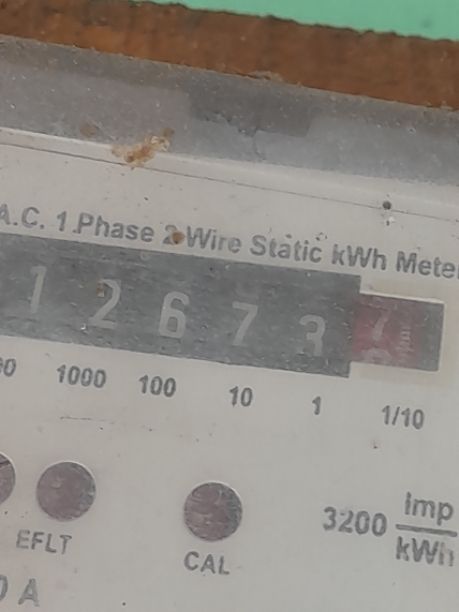 A.C. 1 Phase 2 Wire Static kWh Meter
1 2 6 7 3
1000 100 10 1 1/10
3200 imp
kWh
EFLT CAL
A